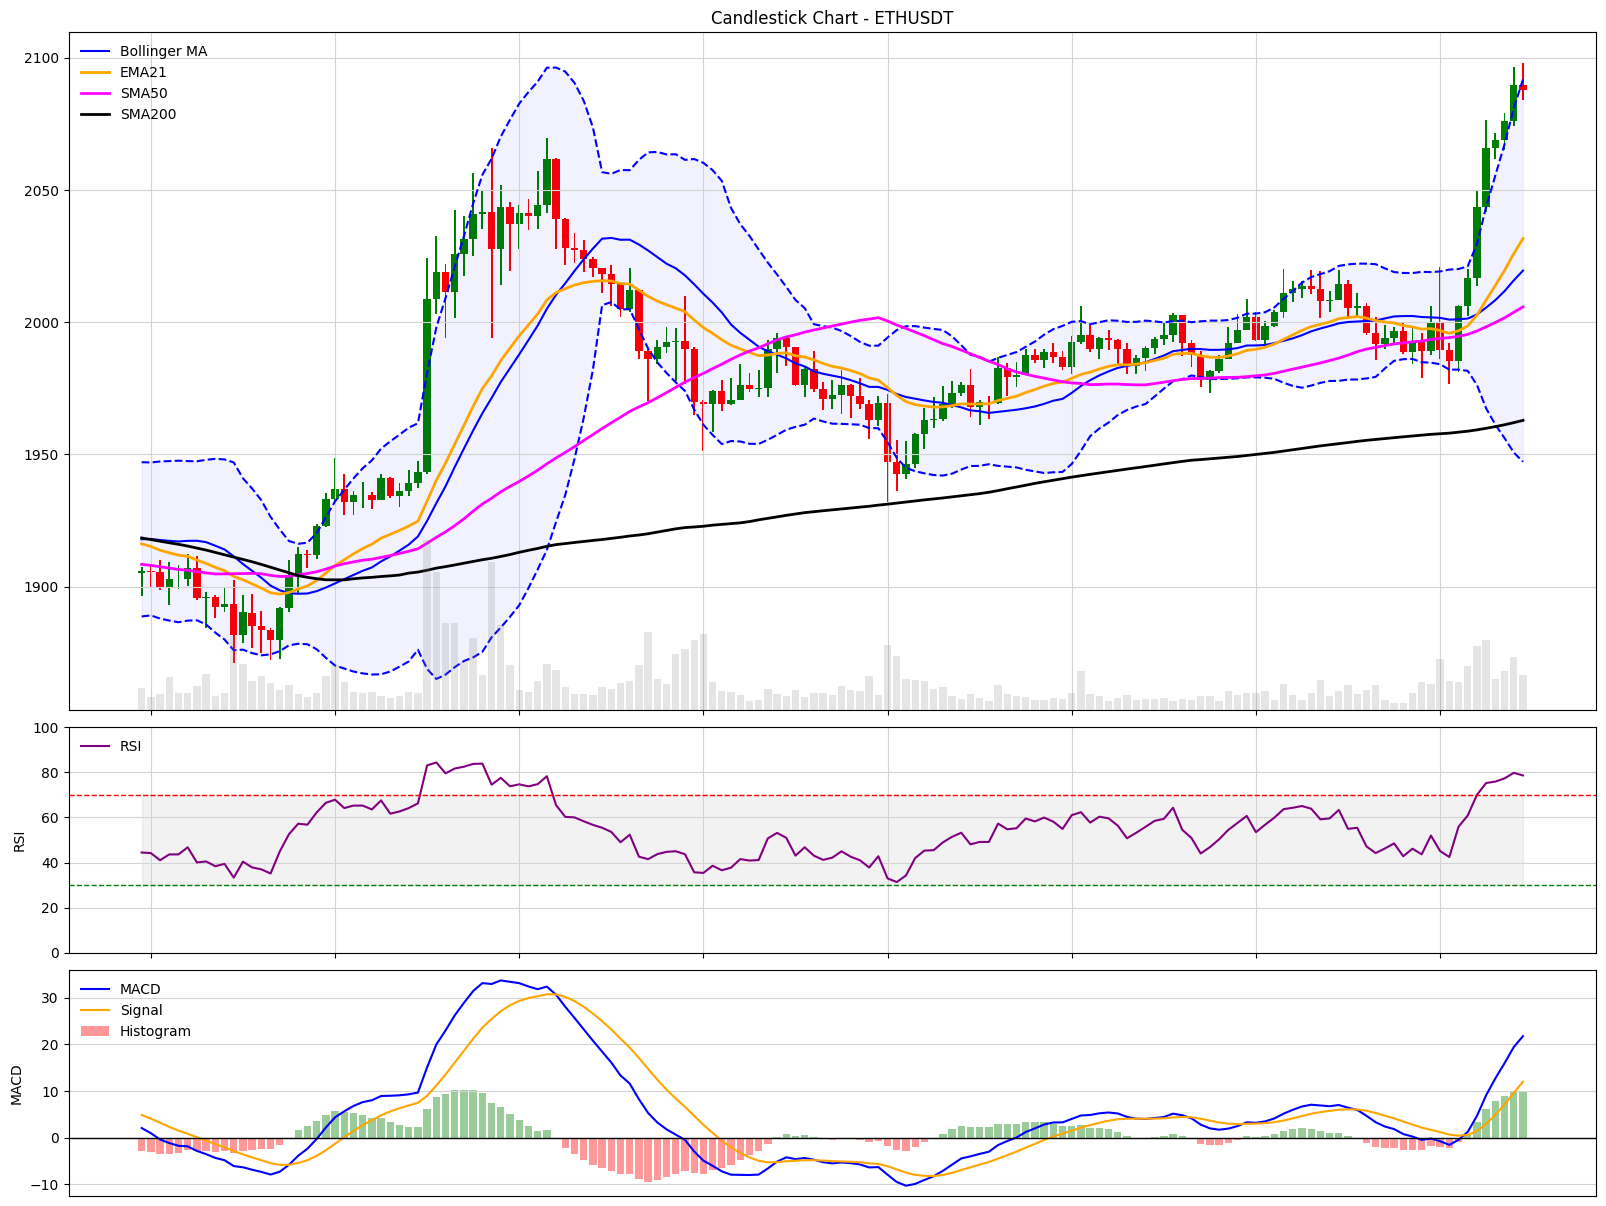 Candlestick Chart - ETHUSDT
Bollinger MA
EMA21
SMA50
SMA200
2100
2050
2000
1950
1900
RSI
RSI
100
80
60
40
20
0
MACD
Signal
Histogram
MACD
30
20
10
0
−10